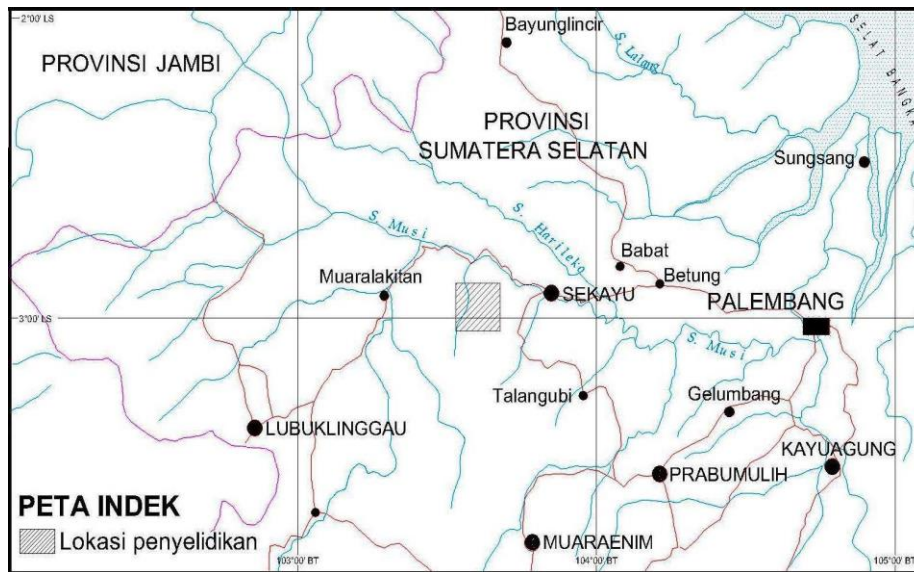 2°00' LS
Bayunglincir
SELAT BANGKA
S. Lalang
PROVINSI JAMBI
PROVINSI
SUMATERA SELATAN
Sungsang
S. Musi
S. Harileko
Babat
Muaralakitan
Betung
SEKAYU
PALEMBANG
3°00' LS
S. Musi
Talangubi
Gelumbang
LUBUKLINGGAU
KAYUAGUNG
PRABUMULIH
PETA INDEK
Lokasi penyelidikan
MUARAENIM
103°00' BT
104°00' BT
105°00' BT